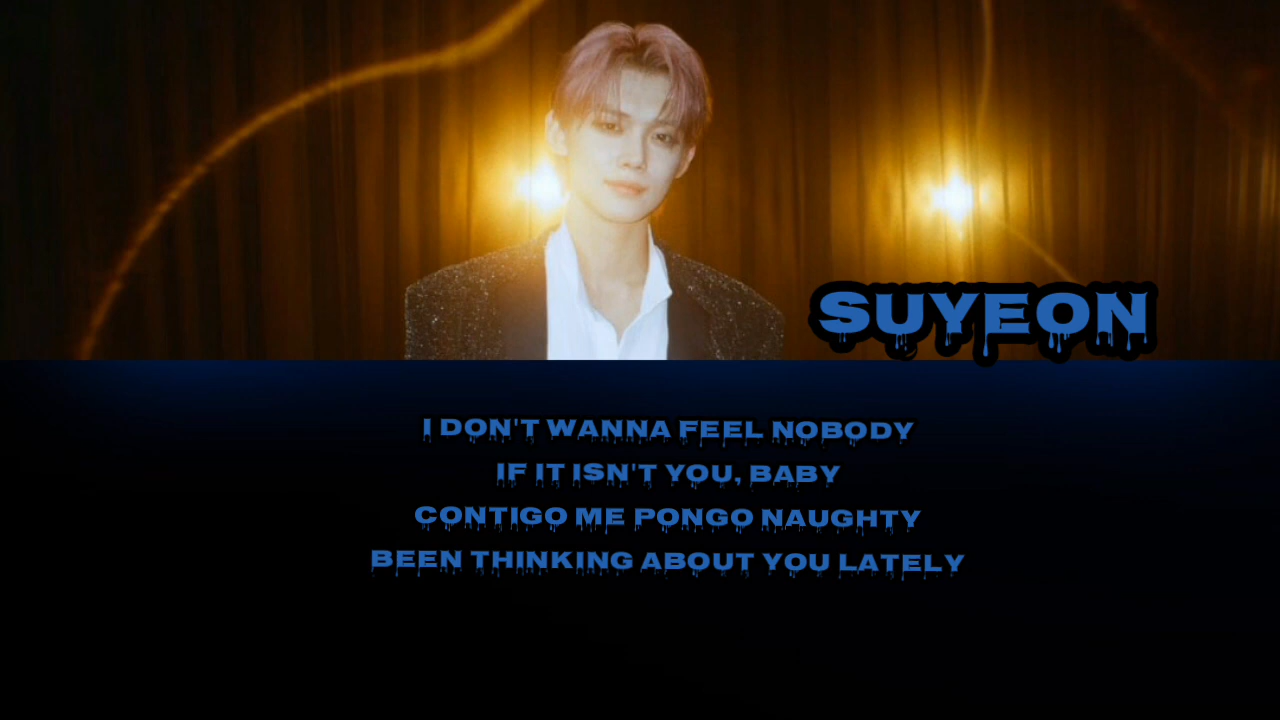 SUYEON
I DON'T WANNA FEEL NOBODY
IF IT ISN'T YOU, BABY
CONTIGO ME PONGO NAUGHTY
BEEN THINKING ABOUT YOU LATELY